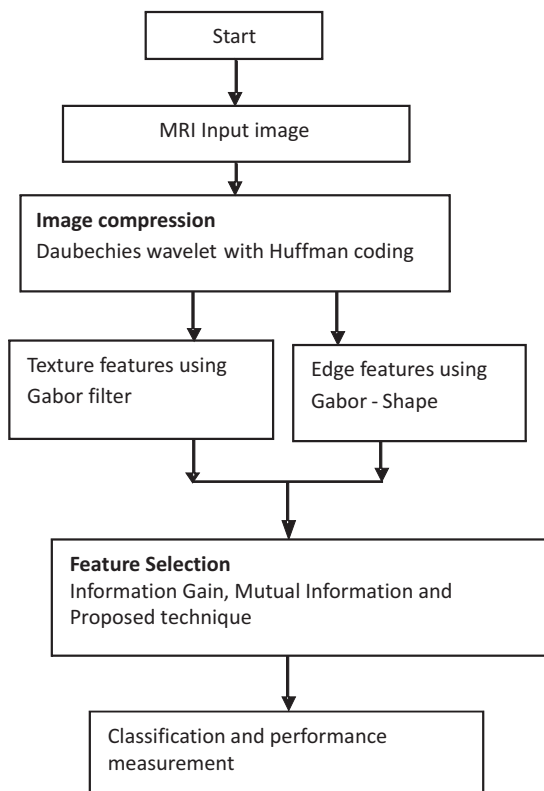 Start
MRI Input image
Image compression
Daubechies wavelet with Huffman coding
Texture features using
Gabor filter
Edge features using
Gabor - Shape
Feature Selection
Information Gain, Mutual Information and
Proposed technique
Classification and performance
measurement